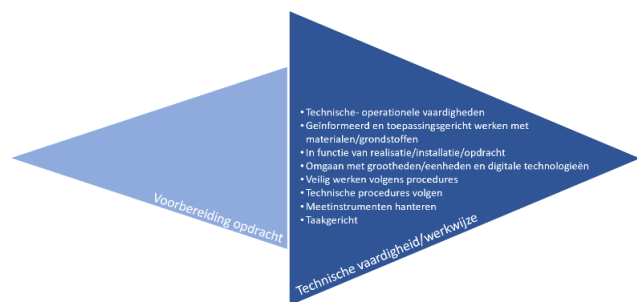 • Technische- operationele vaardigheden
• Geïnformeerd en toepassingsgericht werken met
materialen/grondstoffen
• In functie van realisatie/installatie/opdracht
• Omgaan met grootheden/eenheden en digitale technologieën
• Veilig werken volgens procedures
• Technische procedures volgen
• Meetinstrumenten hanteren
• Taakgericht
Voorbereiding opdracht
Technische vaardigheid/werkwijze